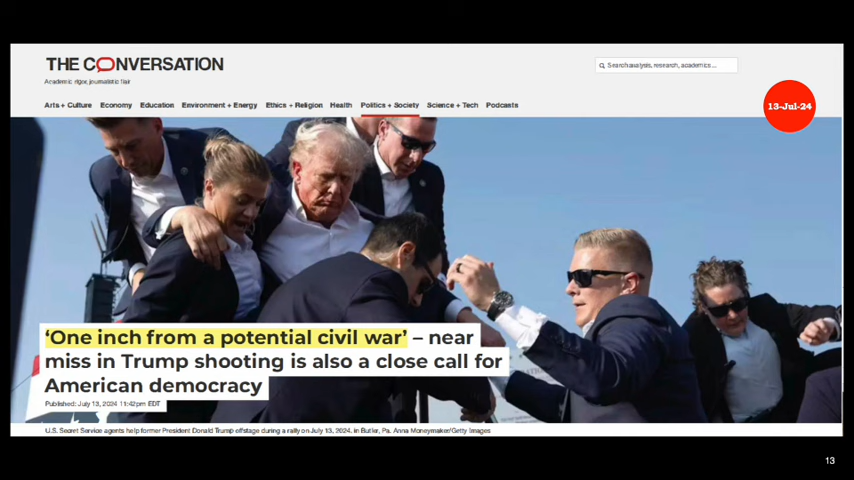 THE CONVERSATION
Academic rigor, journalistic flair
Search analysis, research, academics…
Arts + Culture Economy Education Environment + Energy Ethics + Religion Health Politics + Society Science + Tech Podcasts
13-Jul-24
‘One inch from a potential civil war’ – near
miss in Trump shooting is also a close call for
American democracy
Published: July 13, 2024 11:42pm EDT
U.S. Secret Service agents help former President Donald Trump offstage during a rally on July 13, 2024. in Butler, Pa. Anna Moneymaker/Getty Images
13